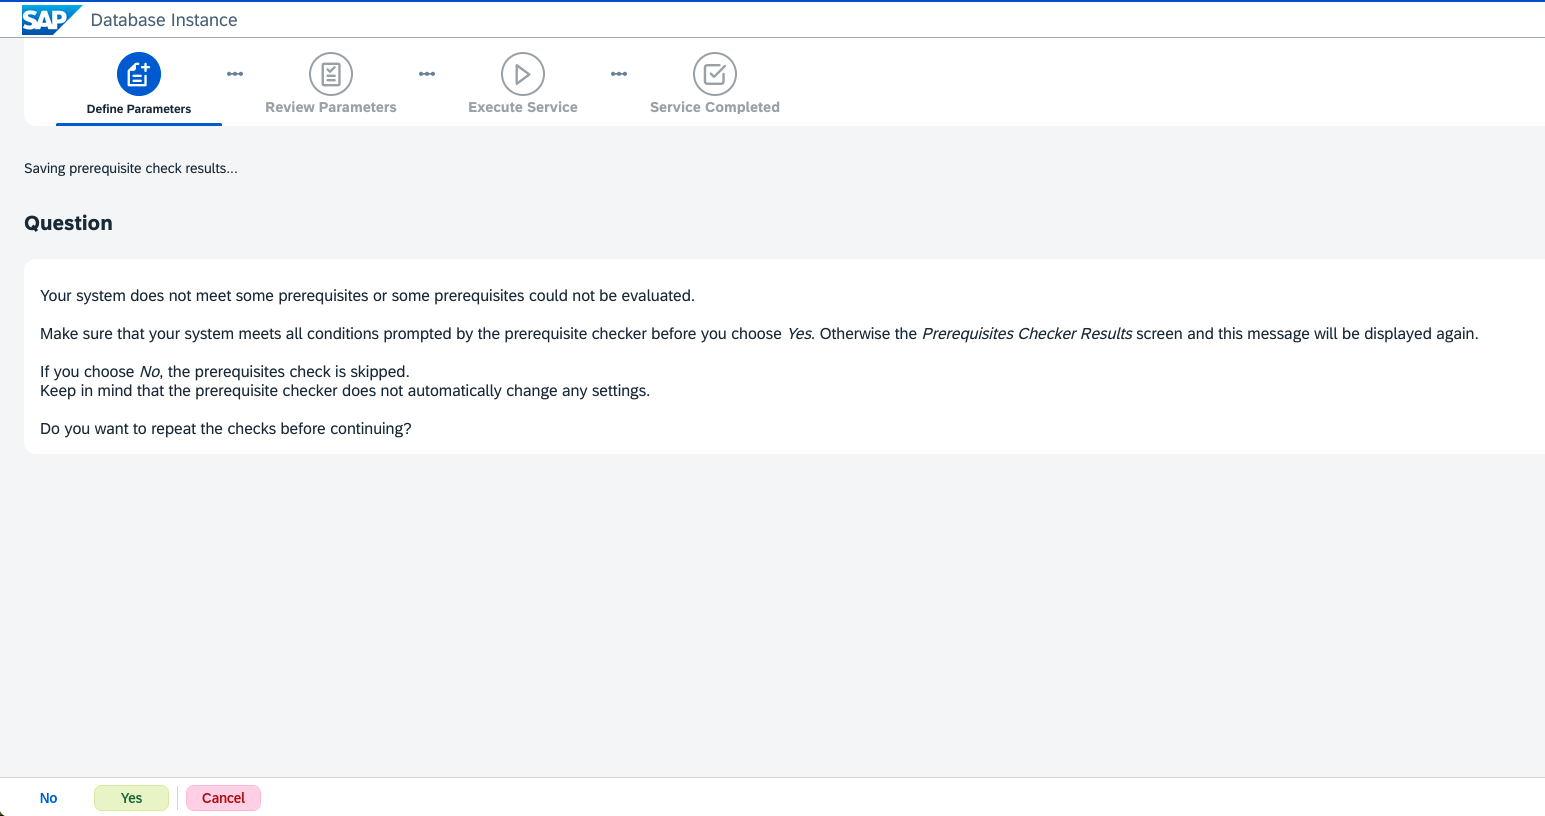 SAP Database Instance
Define Parameters
Review Parameters
Execute Service
Service Completed
Saving prerequisite check results...
Question
Your system does not meet some prerequisites or some prerequisites could not be evaluated.
Make sure that your system meets all conditions prompted by the prerequisite checker before you choose Yes. Otherwise the Prerequisites Checker Results screen and this message will be displayed again.
If you choose No, the prerequisites check is skipped.
Keep in mind that the prerequisite checker does not automatically change any settings.
Do you want to repeat the checks before continuing?
No Yes Cancel